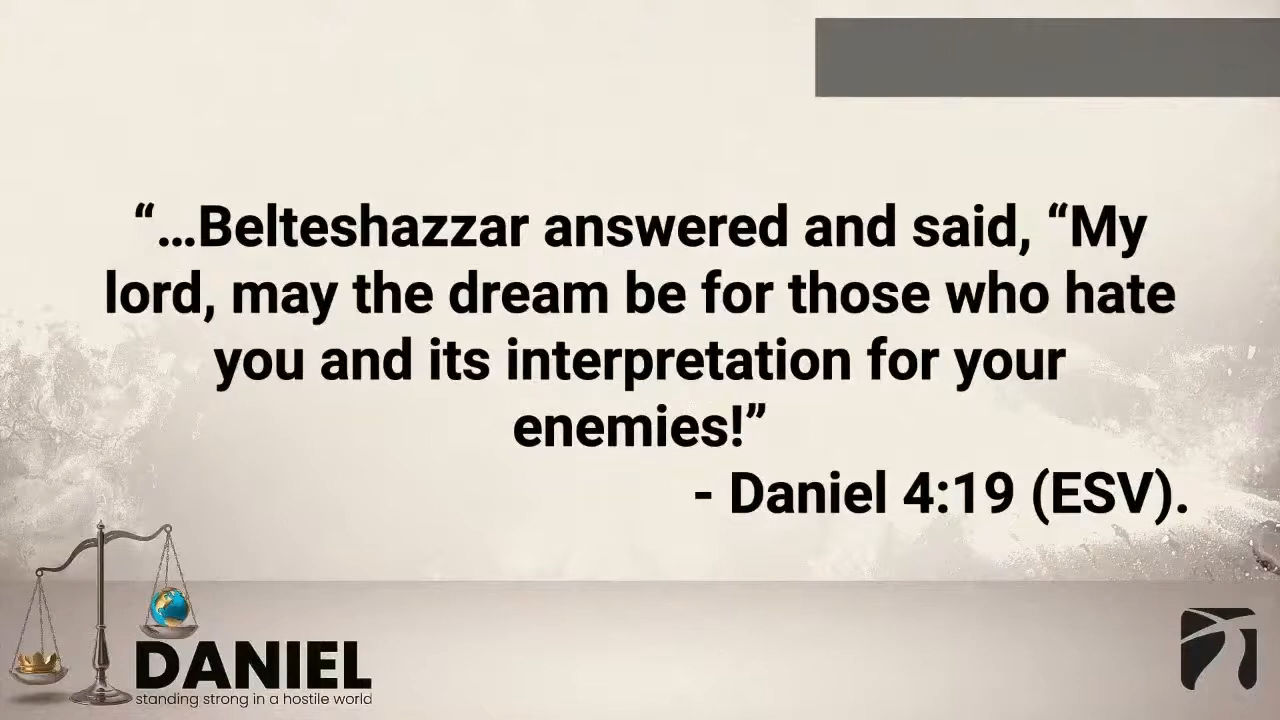 “…Belteshazzar answered and said, “My
lord, may the dream be for those who hate
you and its interpretation for your
enemies!”
- Daniel 4:19 (ESV).
DANIEL
standing strong in a hostile world